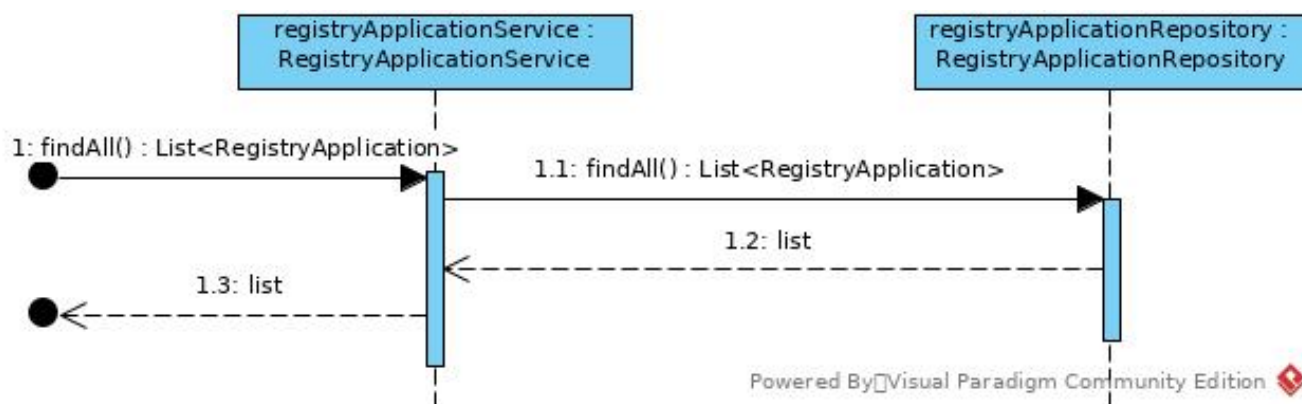 registryApplicationService :
RegistryApplicationService
registryApplicationRepository :
RegistryApplicationRepository
1: findAll() : List<RegistryApplication>
1.1: findAll() : List<RegistryApplication>
1.2: list
1.3: list
Powered By Visual Paradigm Community Edition